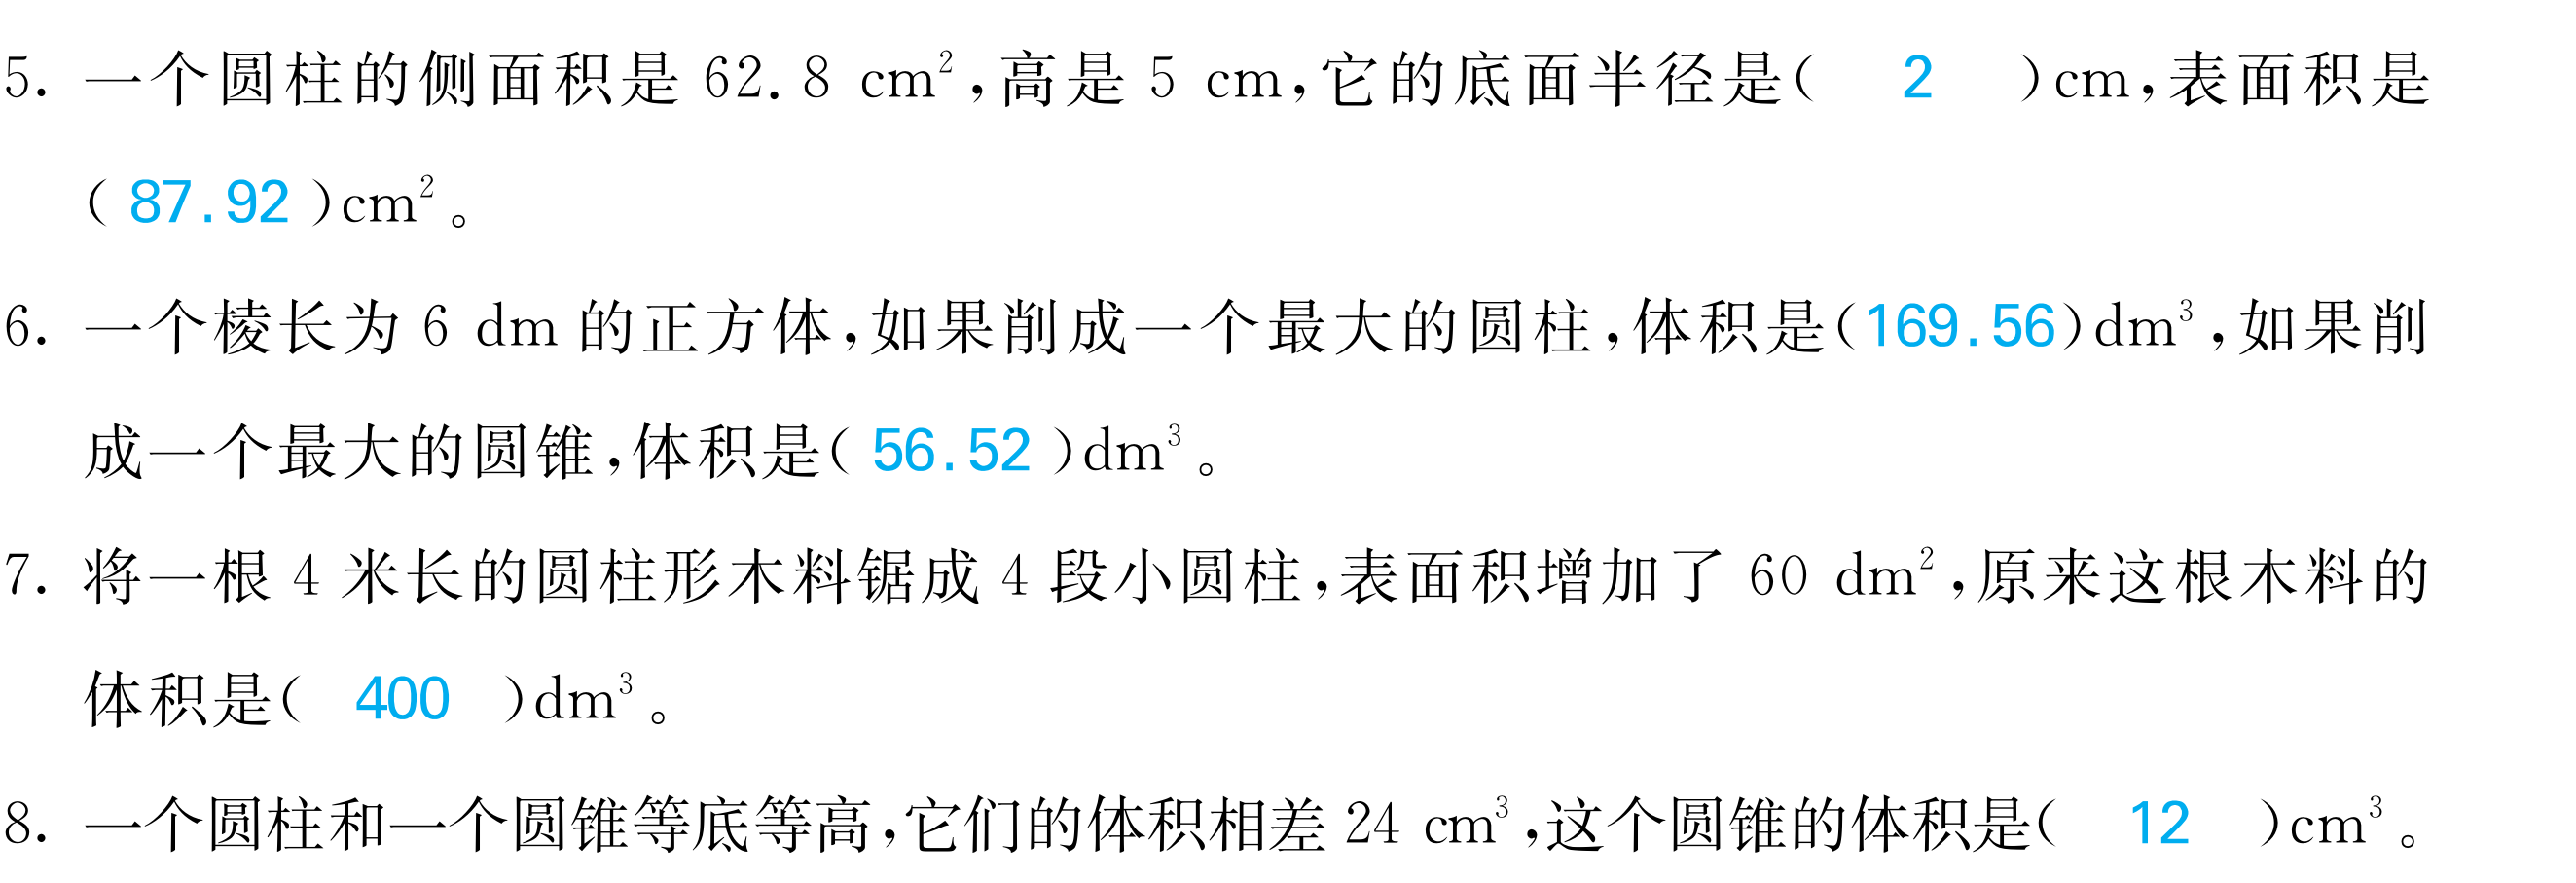 5. 一个圆柱的侧面积是 62.8 cm²,高是 5 cm,它的底面半径是( 2 )cm,表面积是
( 87.92 )cm²。
6. 一个棱长为 6 dm 的正方体,如果削成一个最大的圆柱,体积是(169.56)dm³,如果削
成一个最大的圆锥,体积是( 56.52 )dm³。
7. 将一根 4 米长的圆柱形木料锯成 4 段小圆柱,表面积增加了 60 dm²,原来这根木料的
体积是( 400 )dm³。
8. 一个圆柱和一个圆锥等底等高,它们的体积相差 24 cm³,这个圆锥的体积是( 12 )cm³。